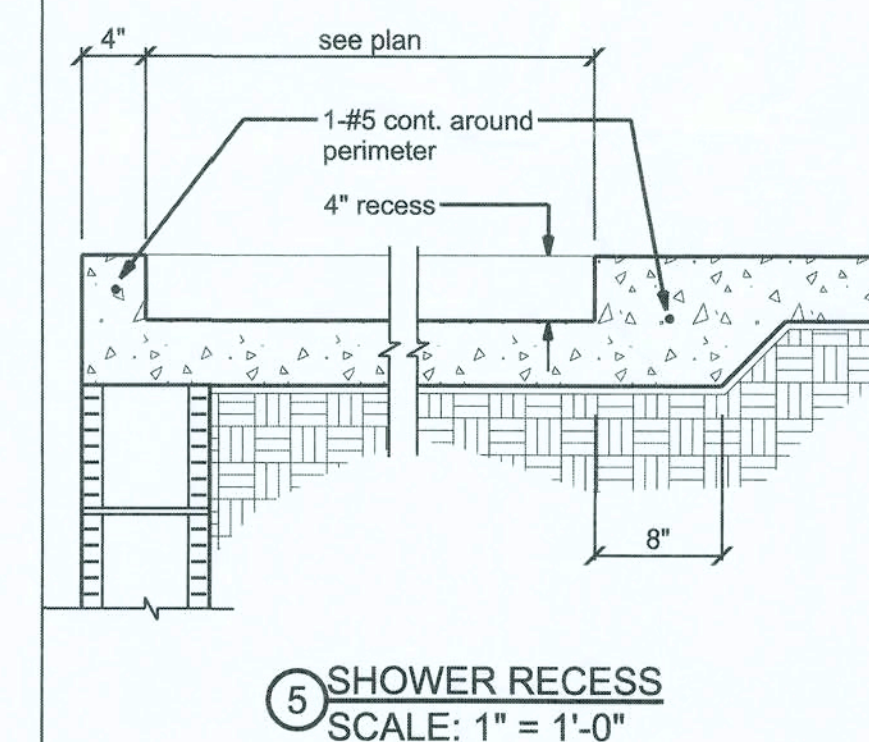 4"
see plan
1-#5 cont. around
perimeter
4" recess
8"
5
SHOWER RECESS
SCALE: 1" = 1'-0"